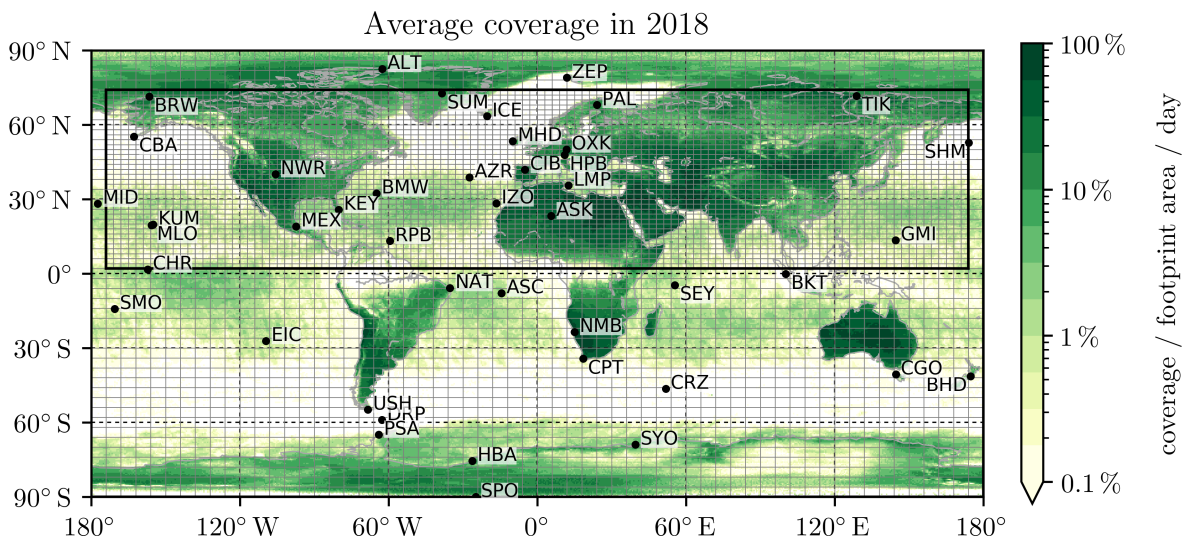 Average coverage in 2018
90° N
60° N
30° N
0°
30° S
60° S
90° S
180°
120° W
60° W
0°
60° E
120° E
180°
ALT
ZEP
BRW
SUM
ICE
PAL
TIK
CBA
MHD
OXK
SHM
NWR
AZR
CIB
HPB
LMP
MID
BMW
KEY
IZO
ASK
KUM
MLO
MEX
RPB
GMI
CHR
NAT
ASC
SEY
BKT
SMO
EIC
NMB
CPT
CGO
BHD
CRZ
USH
DRP
PSA
SYO
HBA
SPO
100 %
10 %
1 %
0.1 %
coverage / footprint area / day